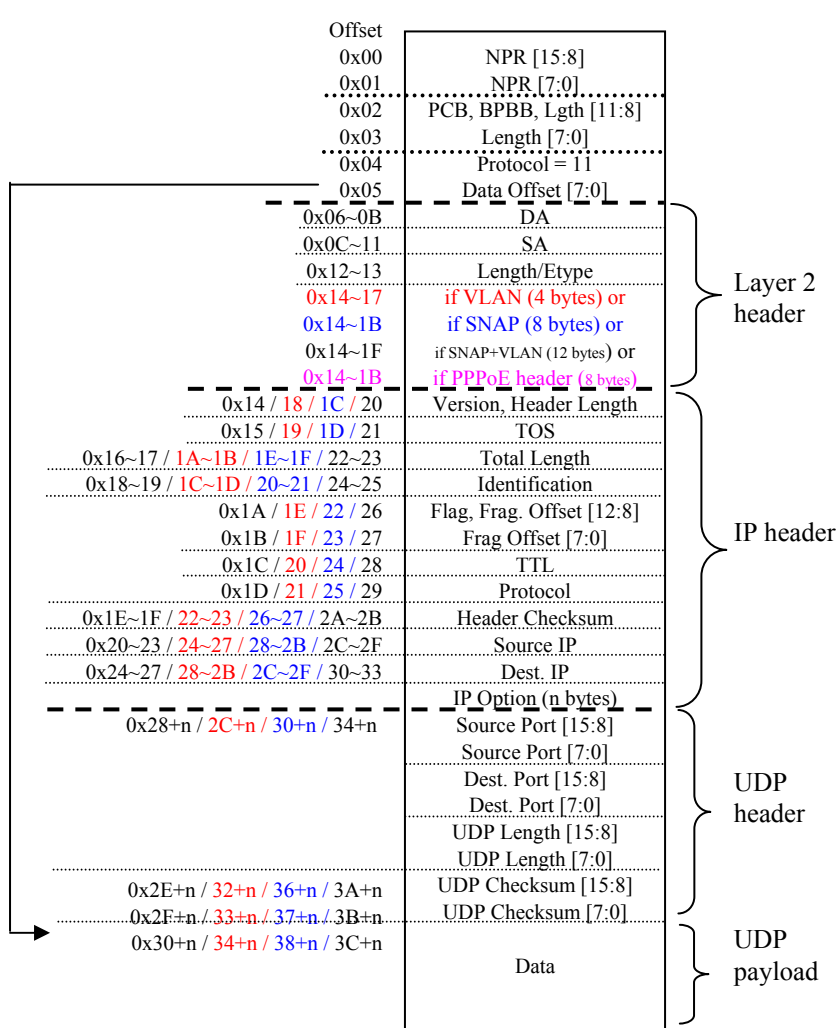 Offset
0x00 NPR [15:8]
0x01 NPR [7:0]
0x02 PCB, BPBB, Lgth [11:8]
0x03 Length [7:0]
0x04 Protocol = 11
0x05 Data Offset [7:0]
0x06~0B DA
0x0C~11 SA
0x12~13 Length/Etype
0x14~17 if VLAN (4 bytes) or
0x14~1B if SNAP (8 bytes) or
0x14~1F if SNAP+VLAN (12 bytes) or
0x14~1B if PPPoE header (8 bytes)
Layer 2
header
0x14 / 18 / 1C / 20 Version, Header Length
0x15 / 19 / 1D / 21 TOS
0x16~17 / 1A~1B / 1E~1F / 22~23 Total Length
0x18~19 / 1C~1D / 20~21 / 24~25 Identification
0x1A / 1E / 22 / 26 Flag, Frag. Offset [12:8]
0x1B / 1F / 23 / 27 Frag Offset [7:0]
0x1C / 20 / 24 / 28 TTL
0x1D / 21 / 25 / 29 Protocol
0x1E~1F / 22~23 / 26~27 / 2A~2B Header Checksum
0x20~23 / 24~27 / 28~2B / 2C~2F Source IP
0x24~27 / 28~2B / 2C~2F / 30~33 Dest. IP
IP Option (n bytes)
IP header
0x28+n / 2C+n / 30+n / 34+n Source Port [15:8]
Source Port [7:0]
Dest. Port [15:8]
Dest. Port [7:0]
UDP Length [15:8]
UDP Length [7:0]
0x2E+n / 32+n / 36+n / 3A+n UDP Checksum [15:8]
0x2F+n / 33+n / 37+n / 3B+n UDP Checksum [7:0]
UDP
header
0x30+n / 34+n / 38+n / 3C+n
Data
UDP
payload